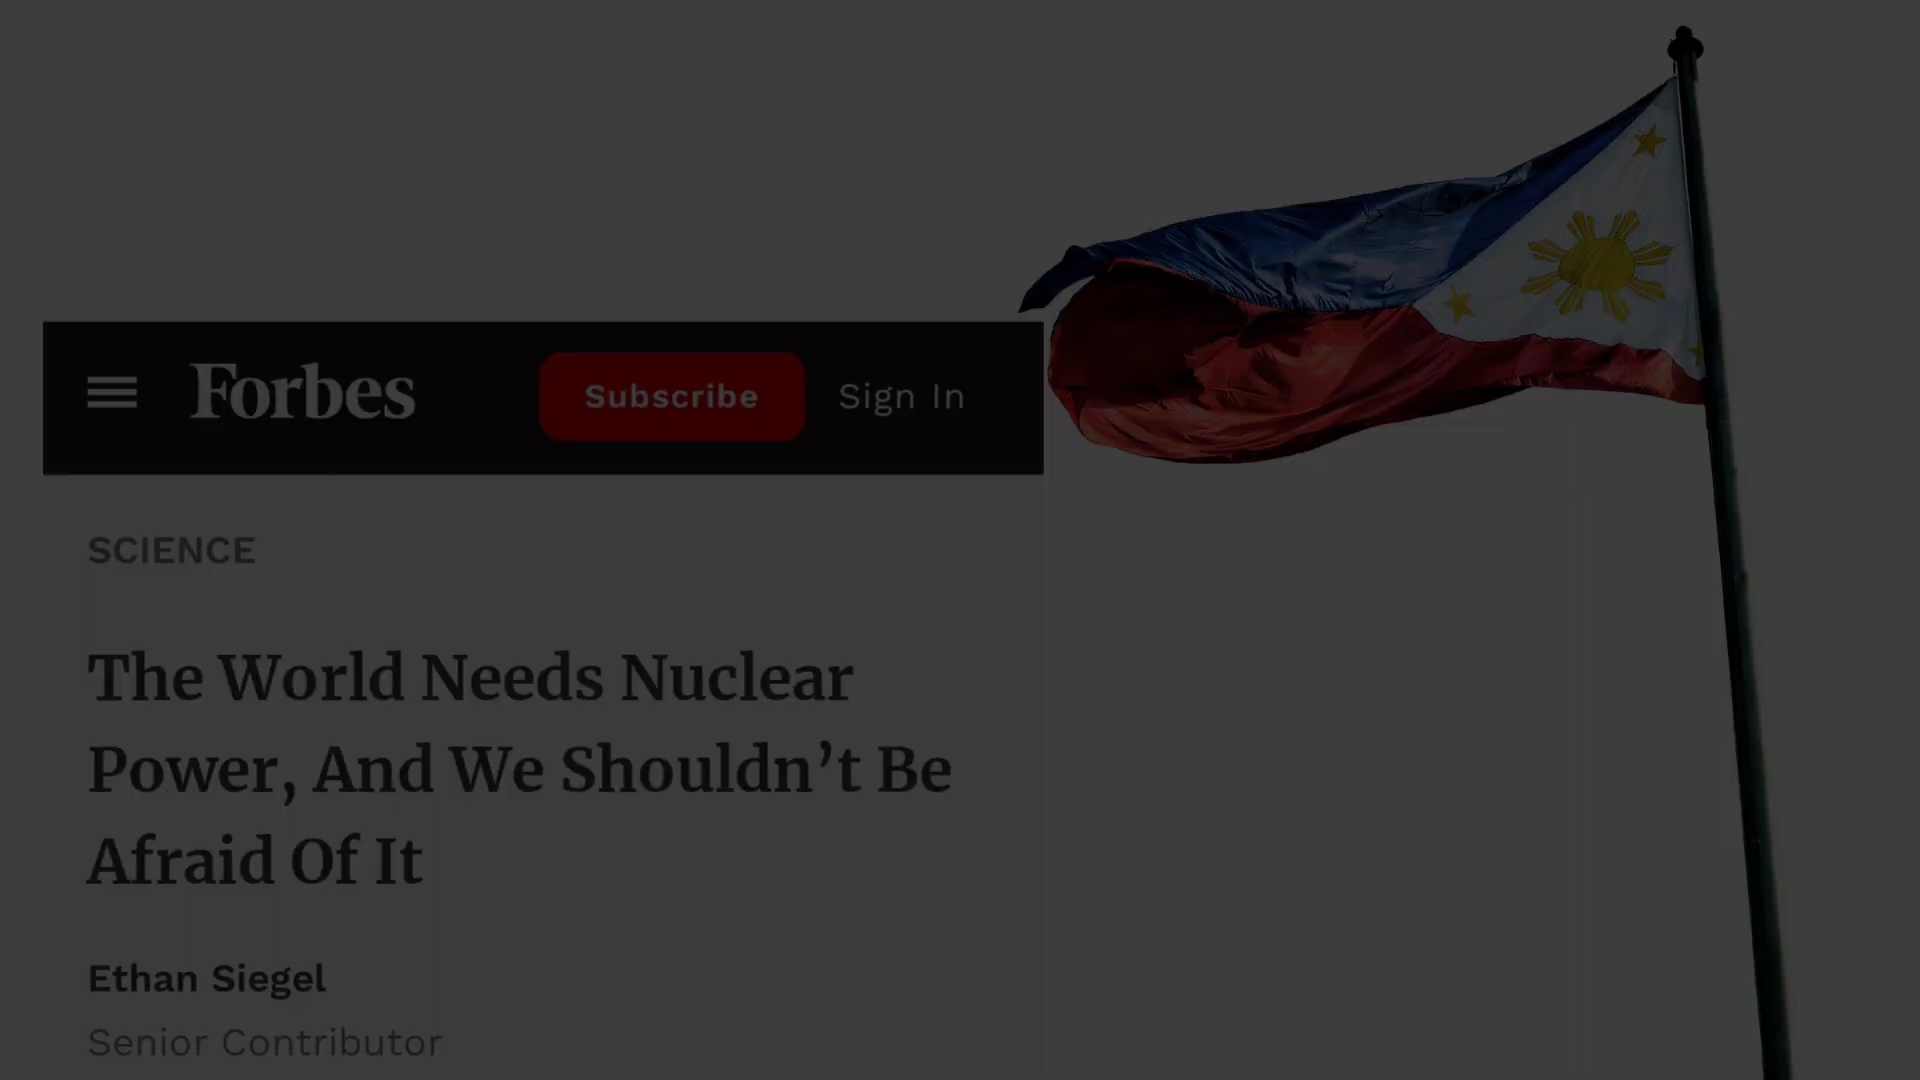 Forbes
Subscribe
Sign In
SCIENCE
The World Needs Nuclear
Power, And We Shouldn’t Be
Afraid Of It
Ethan Siegel
Senior Contributor